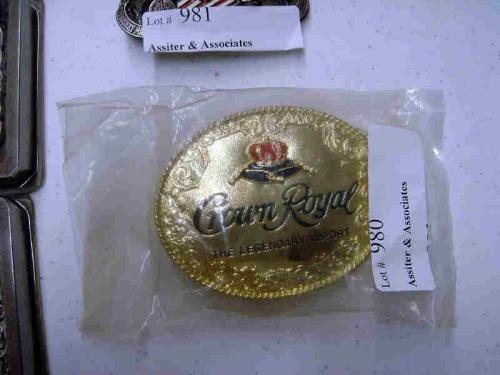 Lot # 981
Assiter & Associates
Crown Royal
THE LEGENDARY IMPORT
Lot # 980
Assiter & Associates